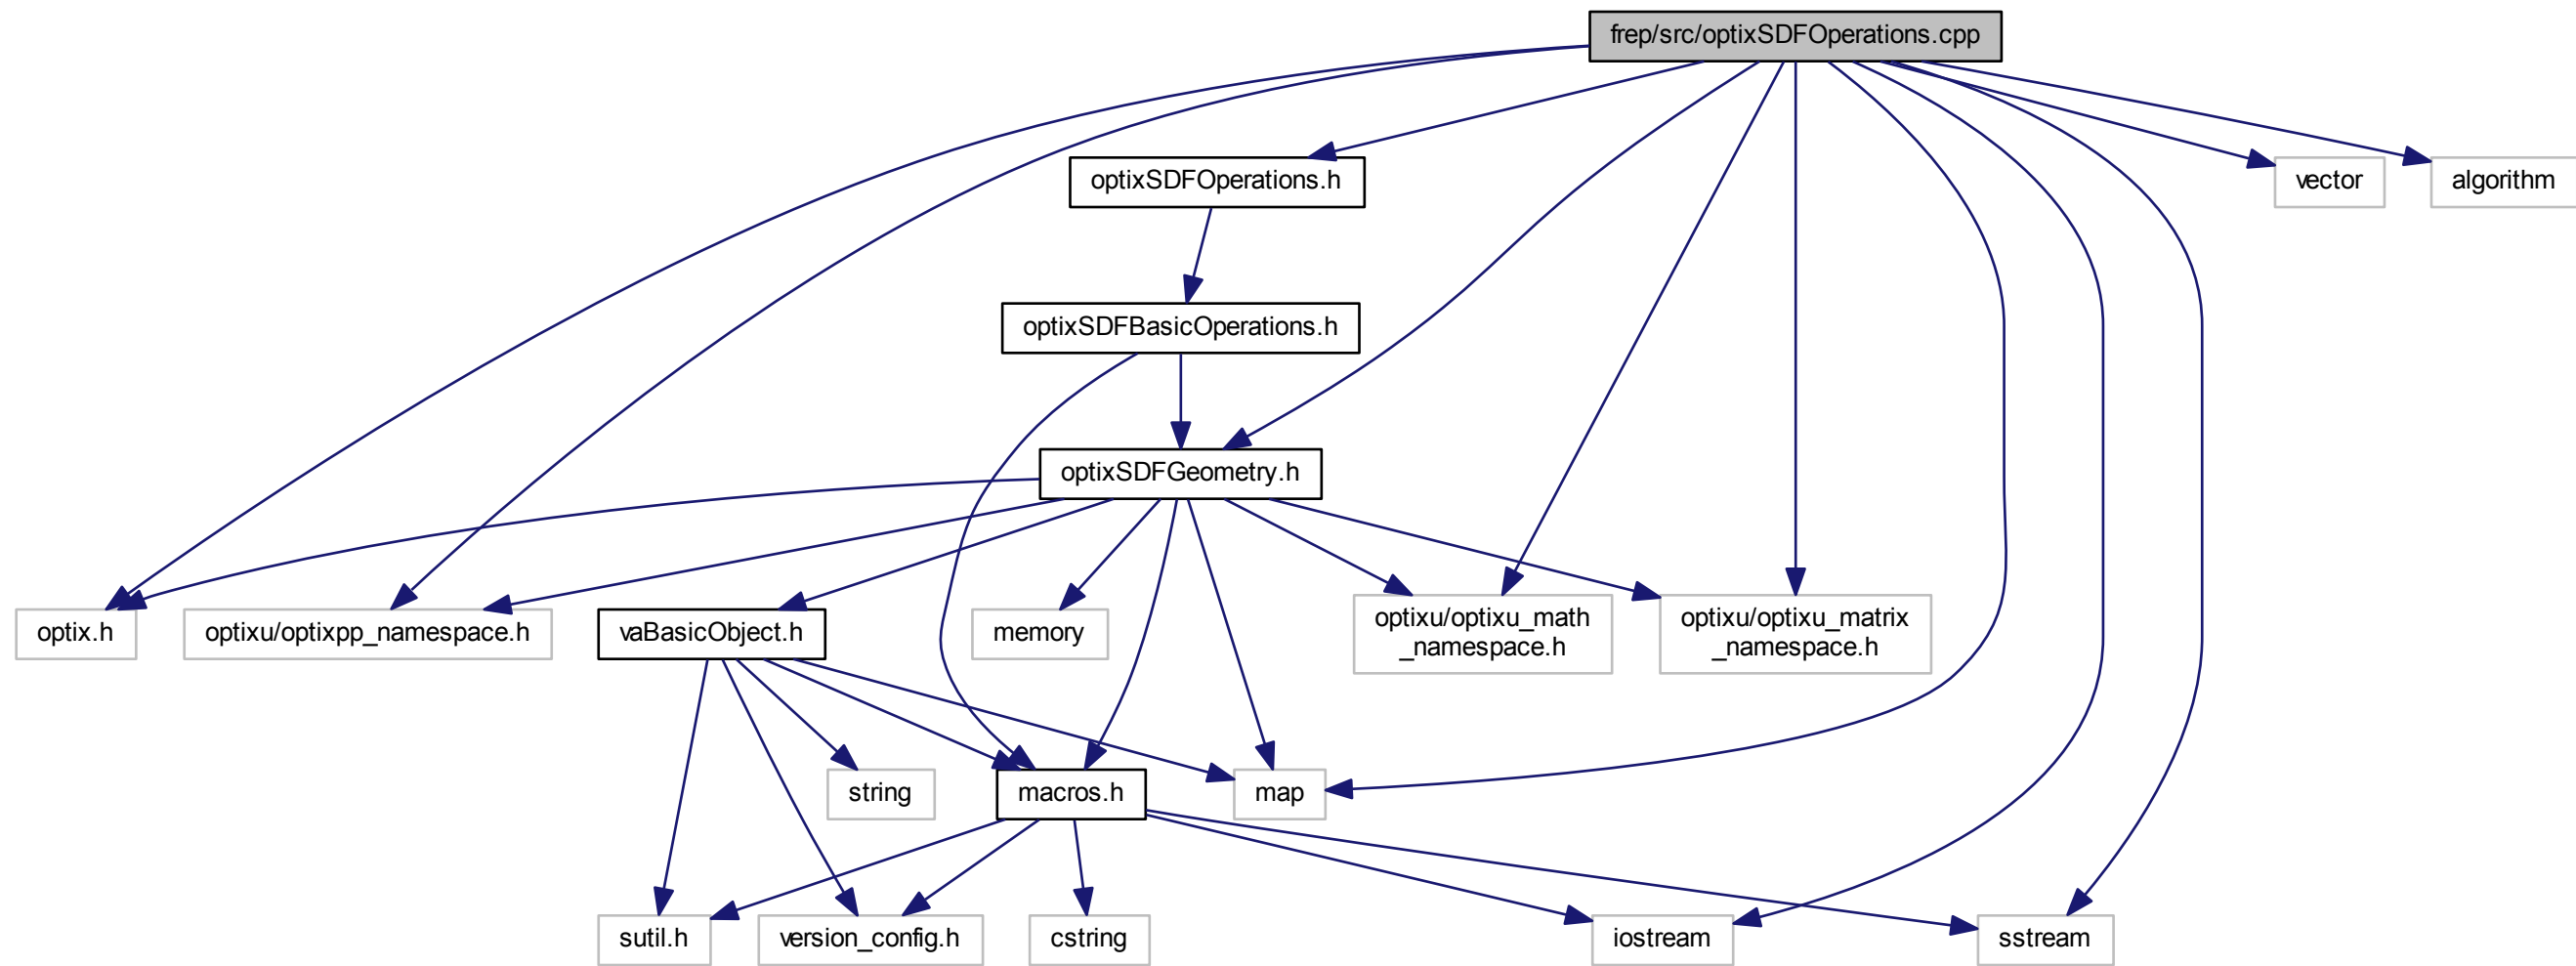 frep/src/optixSDFOperations.cpp
optixSDFOperations.h
vector
algorithm
optixSDFBasicOperations.h
optixSDFGeometry.h
optix.h
optixu/optixpp_namespace.h
vaBasicObject.h
memory
optixu/optixu_math
_namespace.h
optixu/optixu_matrix
_namespace.h
string
macros.h
map
sutil.h
version_config.h
cstring
iostream
sstream